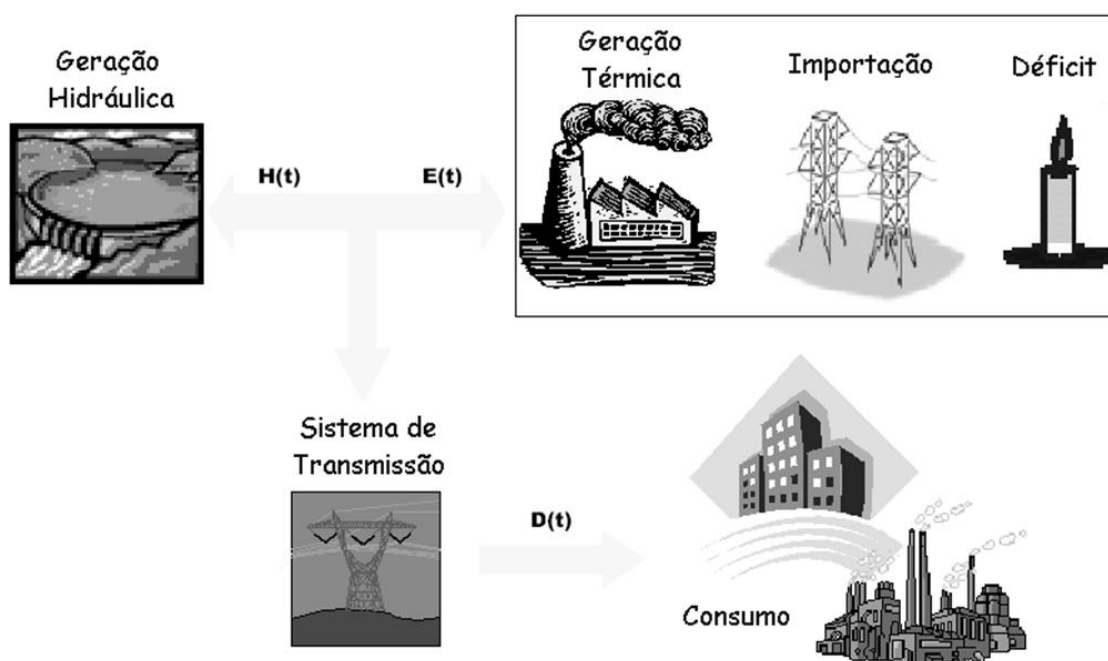 Geração
Hidráulica
H(t)
E(t)
Geração
Térmica
Importação
Déficit
Sistema de
Transmissão
D(t)
Consumo